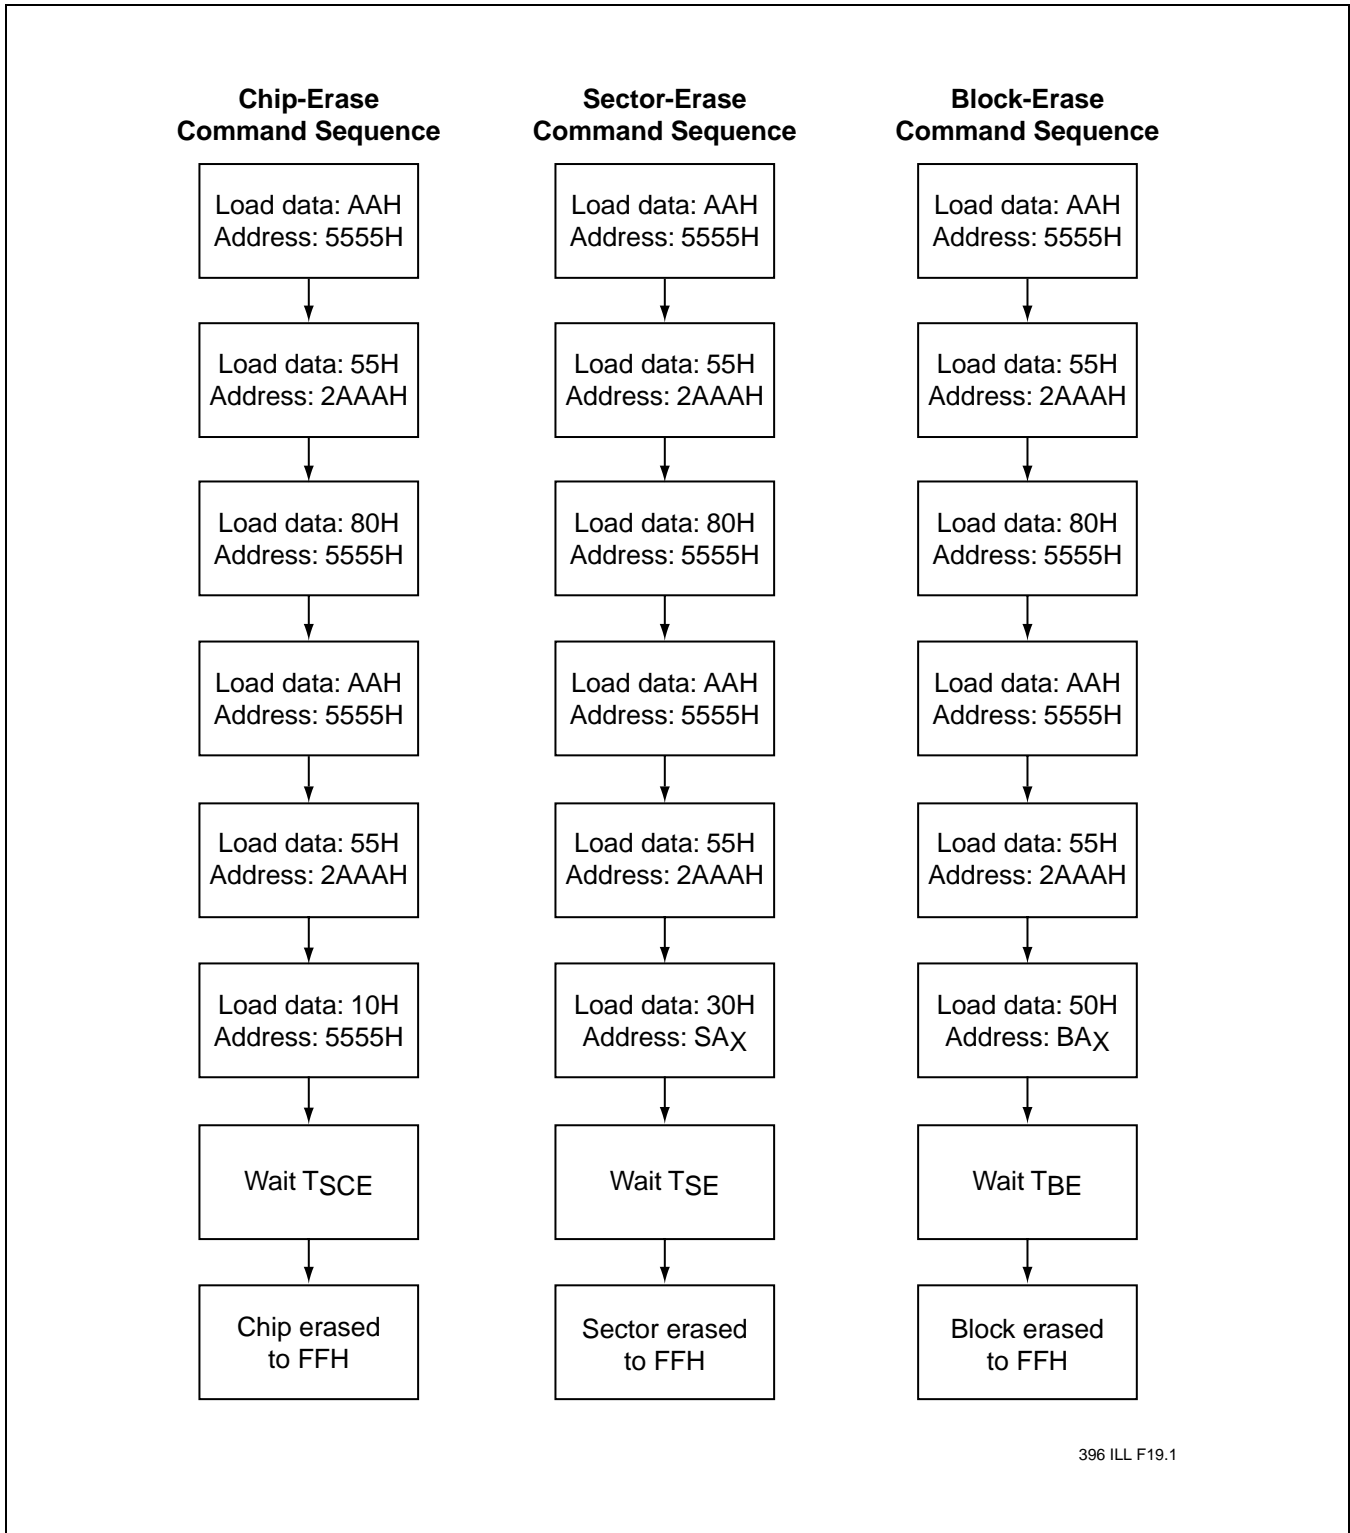 Chip-Erase
Command Sequence
Load data: AAH
Address: 5555H
Load data: 55H
Address: 2AAAH
Load data: 80H
Address: 5555H
Load data: AAH
Address: 5555H
Load data: 55H
Address: 2AAAH
Load data: 10H
Address: 5555H
Wait TSCE
Chip erased
to FFH
Sector-Erase
Command Sequence
Load data: AAH
Address: 5555H
Load data: 55H
Address: 2AAAH
Load data: 80H
Address: 5555H
Load data: AAH
Address: 5555H
Load data: 55H
Address: 2AAAH
Load data: 30H
Address: SAX
Wait TSE
Sector erased
to FFH
Block-Erase
Command Sequence
Load data: AAH
Address: 5555H
Load data: 55H
Address: 2AAAH
Load data: 80H
Address: 5555H
Load data: AAH
Address: 5555H
Load data: 55H
Address: 2AAAH
Load data: 50H
Address: BAX
Wait TBE
Block erased
to FFH
396 ILL F19.1